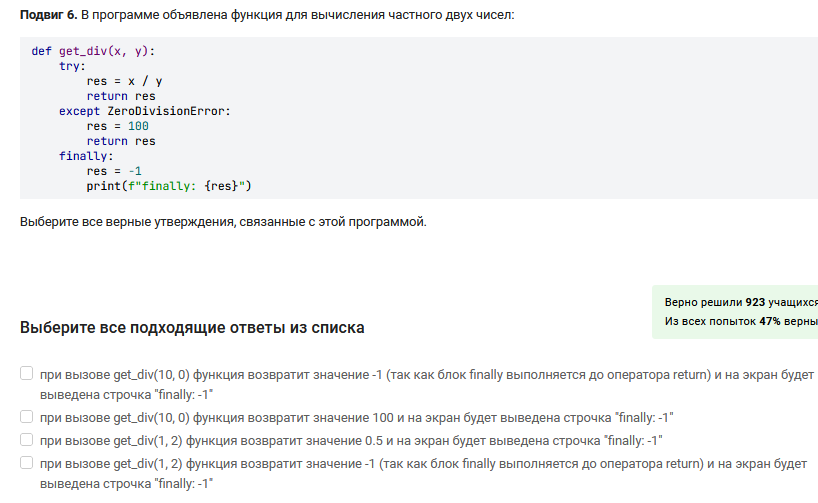 Подвиг 6. В программе объявлена функция для вычисления частного двух чисел:
def get_div(x, y):
    try:
        res = x / y
        return res
    except ZeroDivisionError:
        res = 100
        return res
    finally:
        res = -1
        print(f"finally: {res}")
Выберите все верные утверждения, связанные с этой программой.
Верно решили 923 учащихся
Из всех попыток 47% верны
Выберите все подходящие ответы из списка
при вызове get_div(10, 0) функция возвратит значение -1 (так как блок finally выполняется до оператора return) и на экран будет
выведена строчка "finally: -1"
при вызове get_div(10, 0) функция возвратит значение 100 и на экран будет выведена строчка "finally: -1"
при вызове get_div(1, 2) функция возвратит значение 0.5 и на экран будет выведена строчка "finally: -1"
при вызове get_div(1, 2) функция возвратит значение -1 (так как блок finally выполняется до оператора return) и на экран будет
выведена строчка "finally: -1"